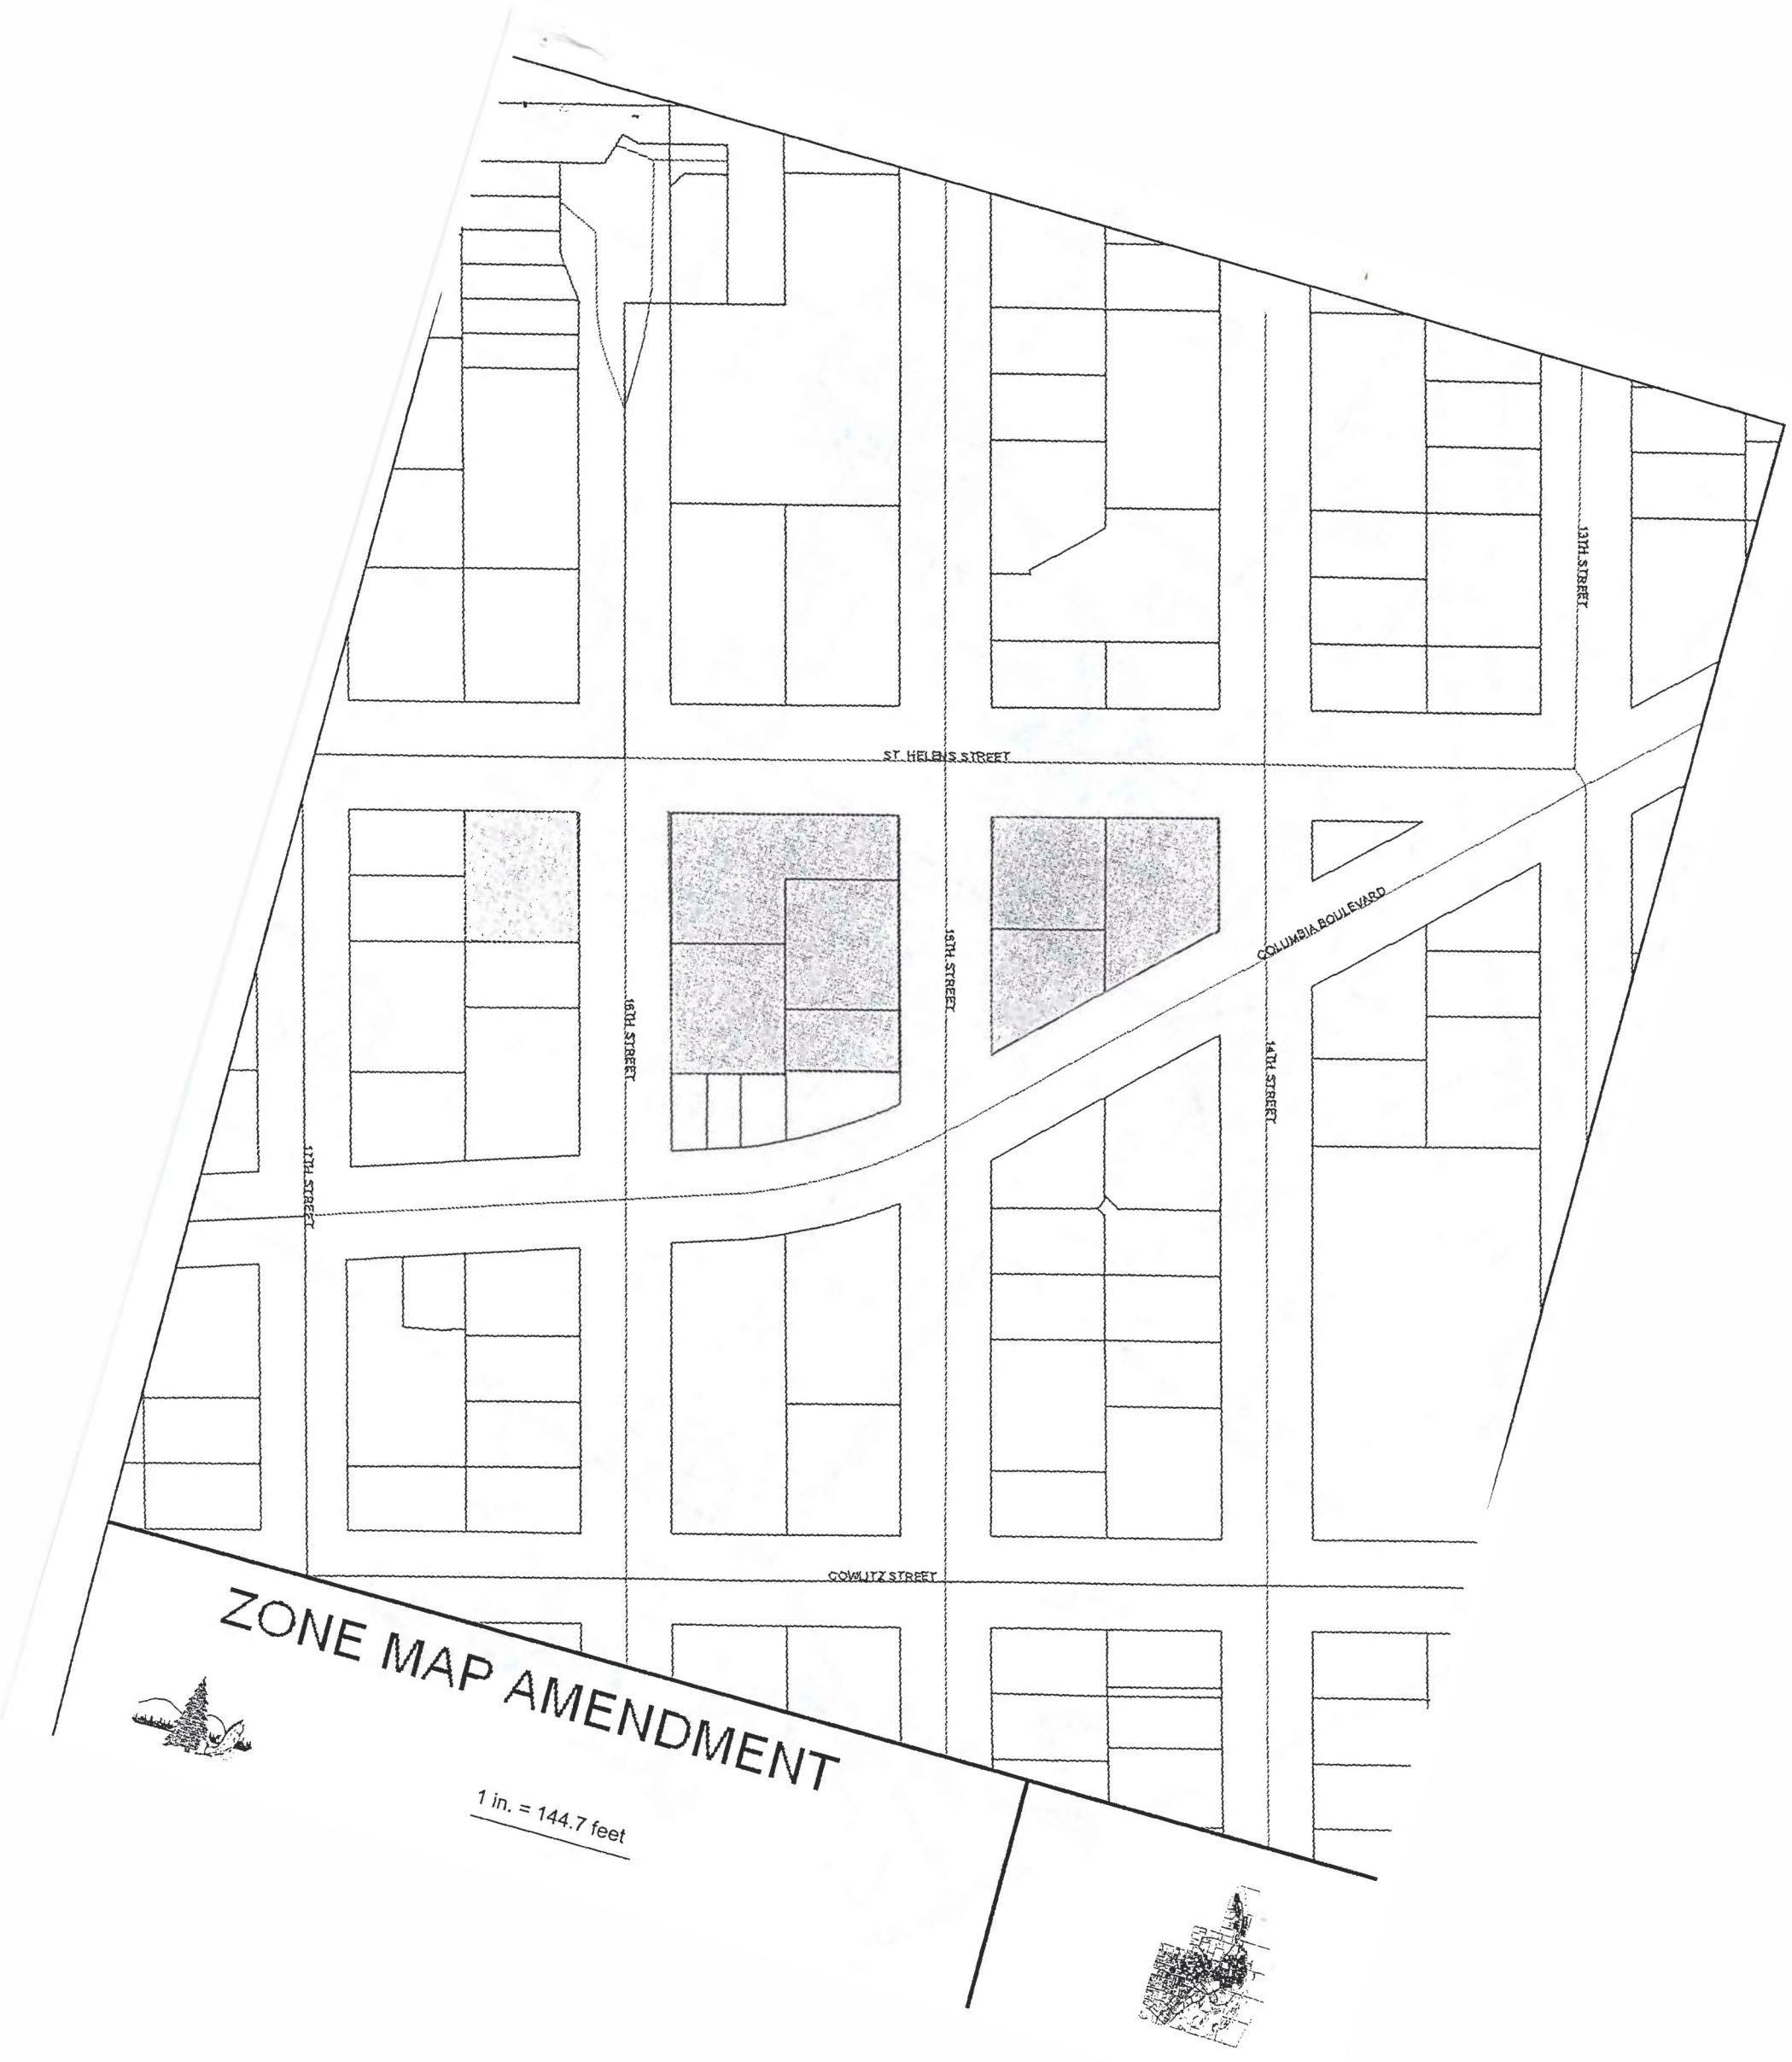 13TH STREET
ST. HELENS STREET
COLUMBIA BOULEVARD
15TH STREET
16TH STREET
14TH STREET
17TH STREET
COWLITZ STREET
ZONE MAP AMENDMENT
1 in. = 144.7 feet